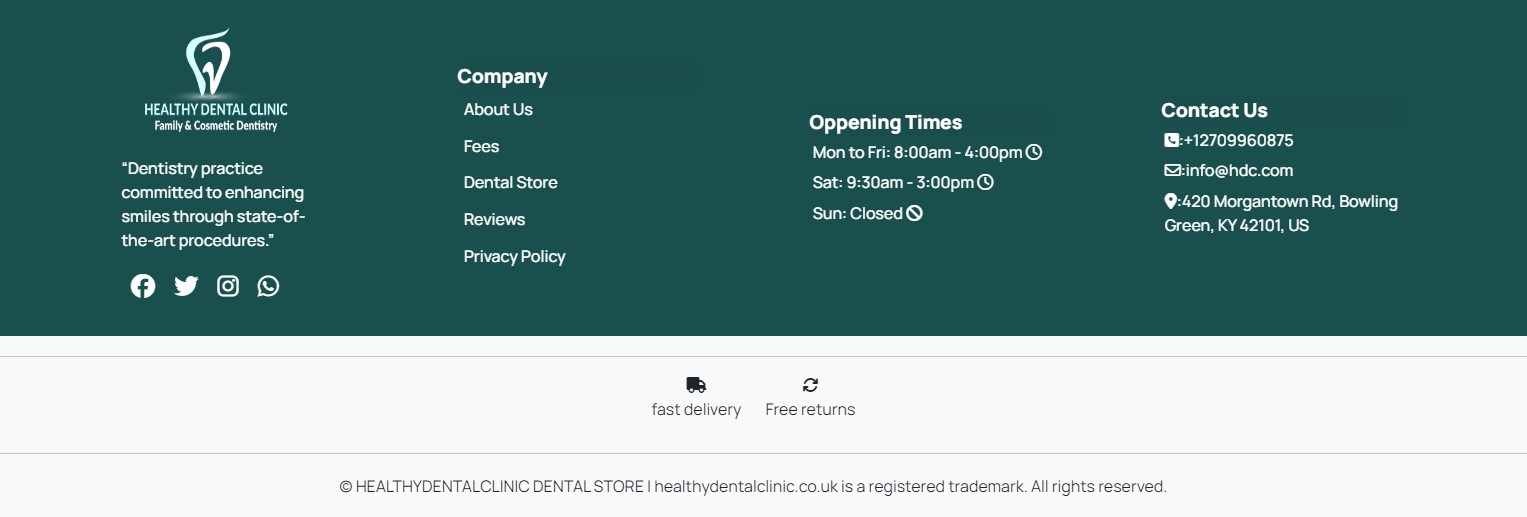 HEALTHY DENTAL CLINIC
Family & Cosmetic Dentistry
“Dentistry practice
committed to enhancing
smiles through state-of-
the-art procedures.”
Company
About Us
Fees
Dental Store
Reviews
Privacy Policy
Oppening Times
Mon to Fri: 8:00am - 4:00pm
Sat: 9:30am - 3:00pm
Sun: Closed
Contact Us
:+12709960875
:info@hdc.com
:420 Morgantown Rd, Bowling
Green, KY 42101, US
fast delivery
Free returns
© HEALTHYDENTALCLINIC DENTAL STORE | healthydentalclinic.co.uk is a registered trademark. All rights reserved.